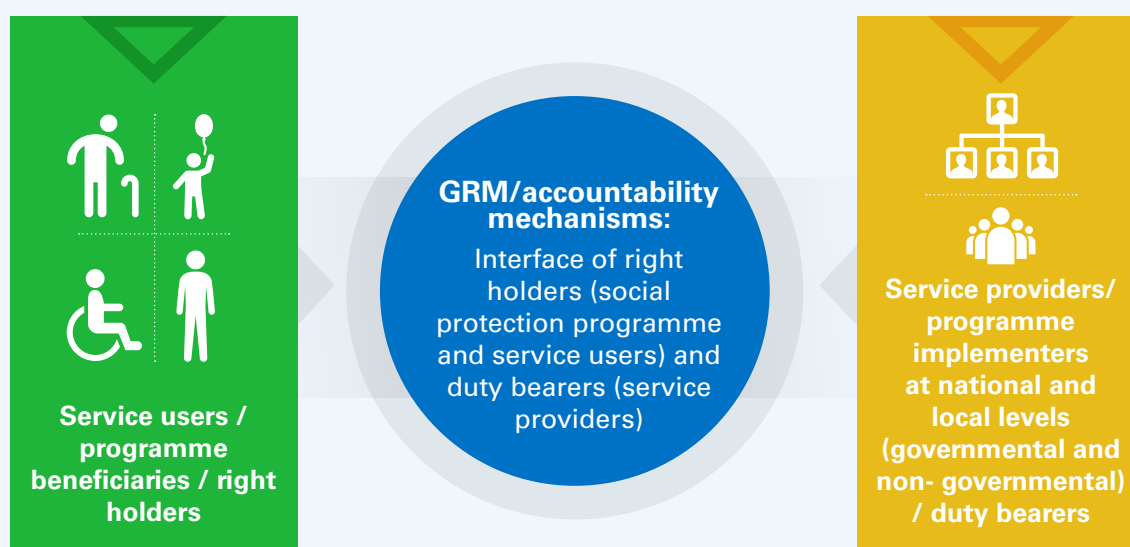 Service users /
programme
beneficiaries / right
holders
GRM/accountability
mechanisms:
Interface of right
holders (social
protection programme
and service users) and
duty bearers (service
providers)
Service providers/
programme
implementers
at national and
local levels
(governmental and
non- governmental)
/ duty bearers